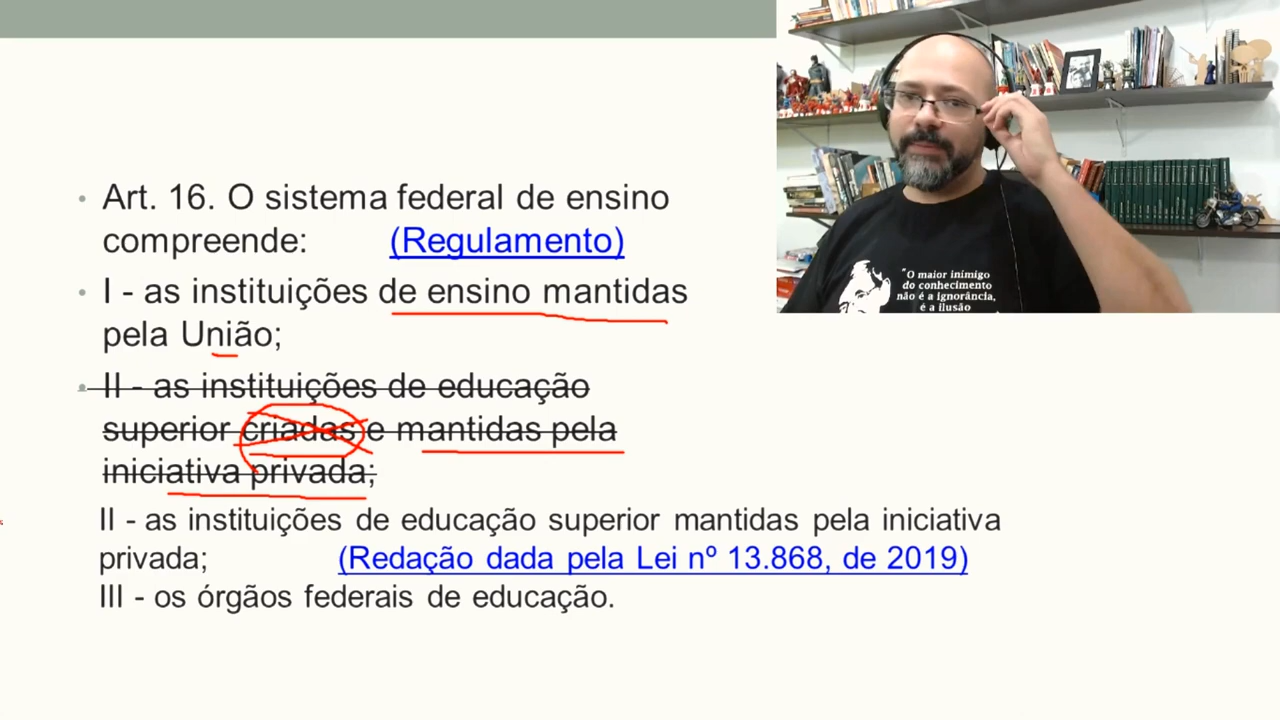 Art. 16. O sistema federal de ensino
compreende: (Regulamento)
I - as instituições de ensino mantidas
pela União;
II - as instituições de educação
superior criadas e mantidas pela
iniciativa privada;
II - as instituições de educação superior mantidas pela iniciativa
privada; (Redação dada pela Lei nº 13.868, de 2019)
III - os órgãos federais de educação.
"O maior inimigo
do conhecimento
não é a ignorância,
é a ilusão